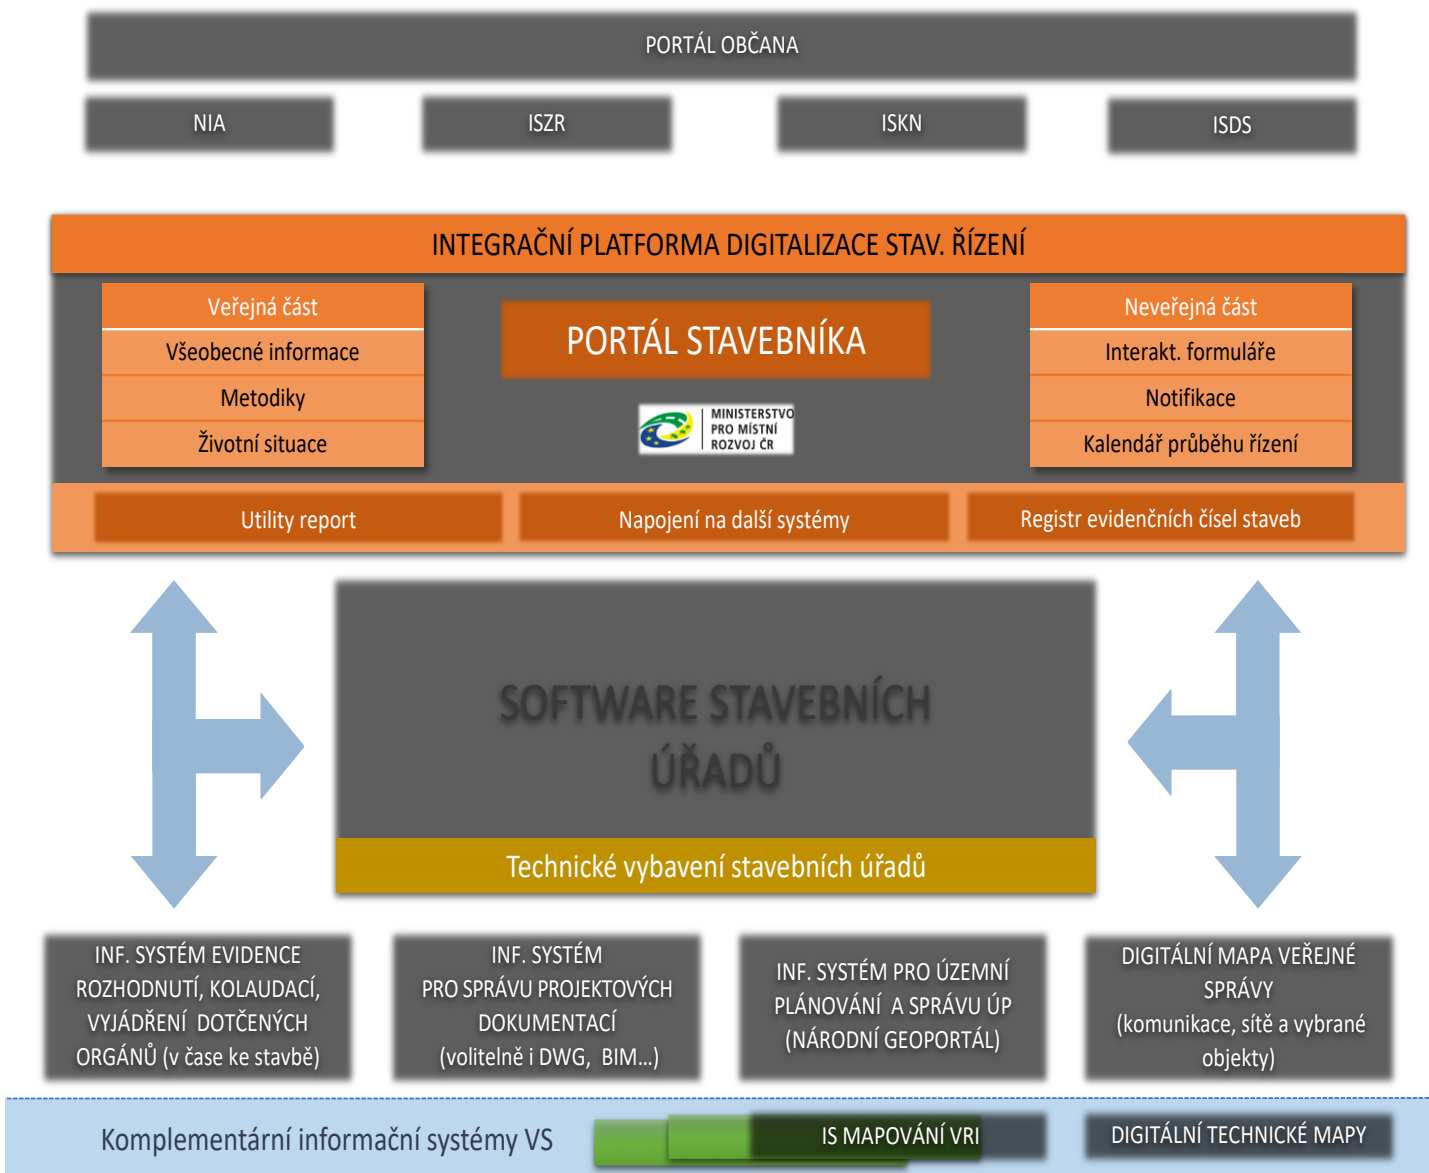 PORTÁL OBČANA
NIA
ISZR
ISKN
ISDS
INTEGRAČNÍ PLATFORMA DIGITALIZACE STAV. ŘÍZENÍ
Veřejná část
Všeobecné informace
Metodiky
Životní situace
PORTÁL STAVEBNÍKA
MINISTERSTVO
PRO MÍSTNÍ
ROZVOJ ČR
Neveřejná část
Interakt. formuláře
Notifikace
Kalendář průběhu řízení
Utility report
Napojení na další systémy
Registr evidenčních čísel staveb
SOFTWARE STAVEBNÍCH
ÚŘADŮ
Technické vybavení stavebních úřadů
INF. SYSTÉM EVIDENCE
ROZHODNUTÍ, KOLAUDACÍ,
VYJÁDŘENÍ DOTČENÝCH
ORGÁNŮ (v čase ke stavbě)
INF. SYSTÉM
PRO SPRÁVU PROJEKTOVÝCH
DOKUMENTACÍ
(volitelně i DWG, BIM...)
INF. SYSTÉM PRO ÚZEMNÍ
PLÁNOVÁNÍ A SPRÁVU ÚP
(NÁRODNÍ GEOPORTÁL)
DIGITÁLNÍ MAPA VEŘEJNÉ
SPRÁVY
(komunikace, sítě a vybrané
objekty)
Komplementární informační systémy VS
IS MAPOVÁNÍ VRI
DIGITÁLNÍ TECHNICKÉ MAPY